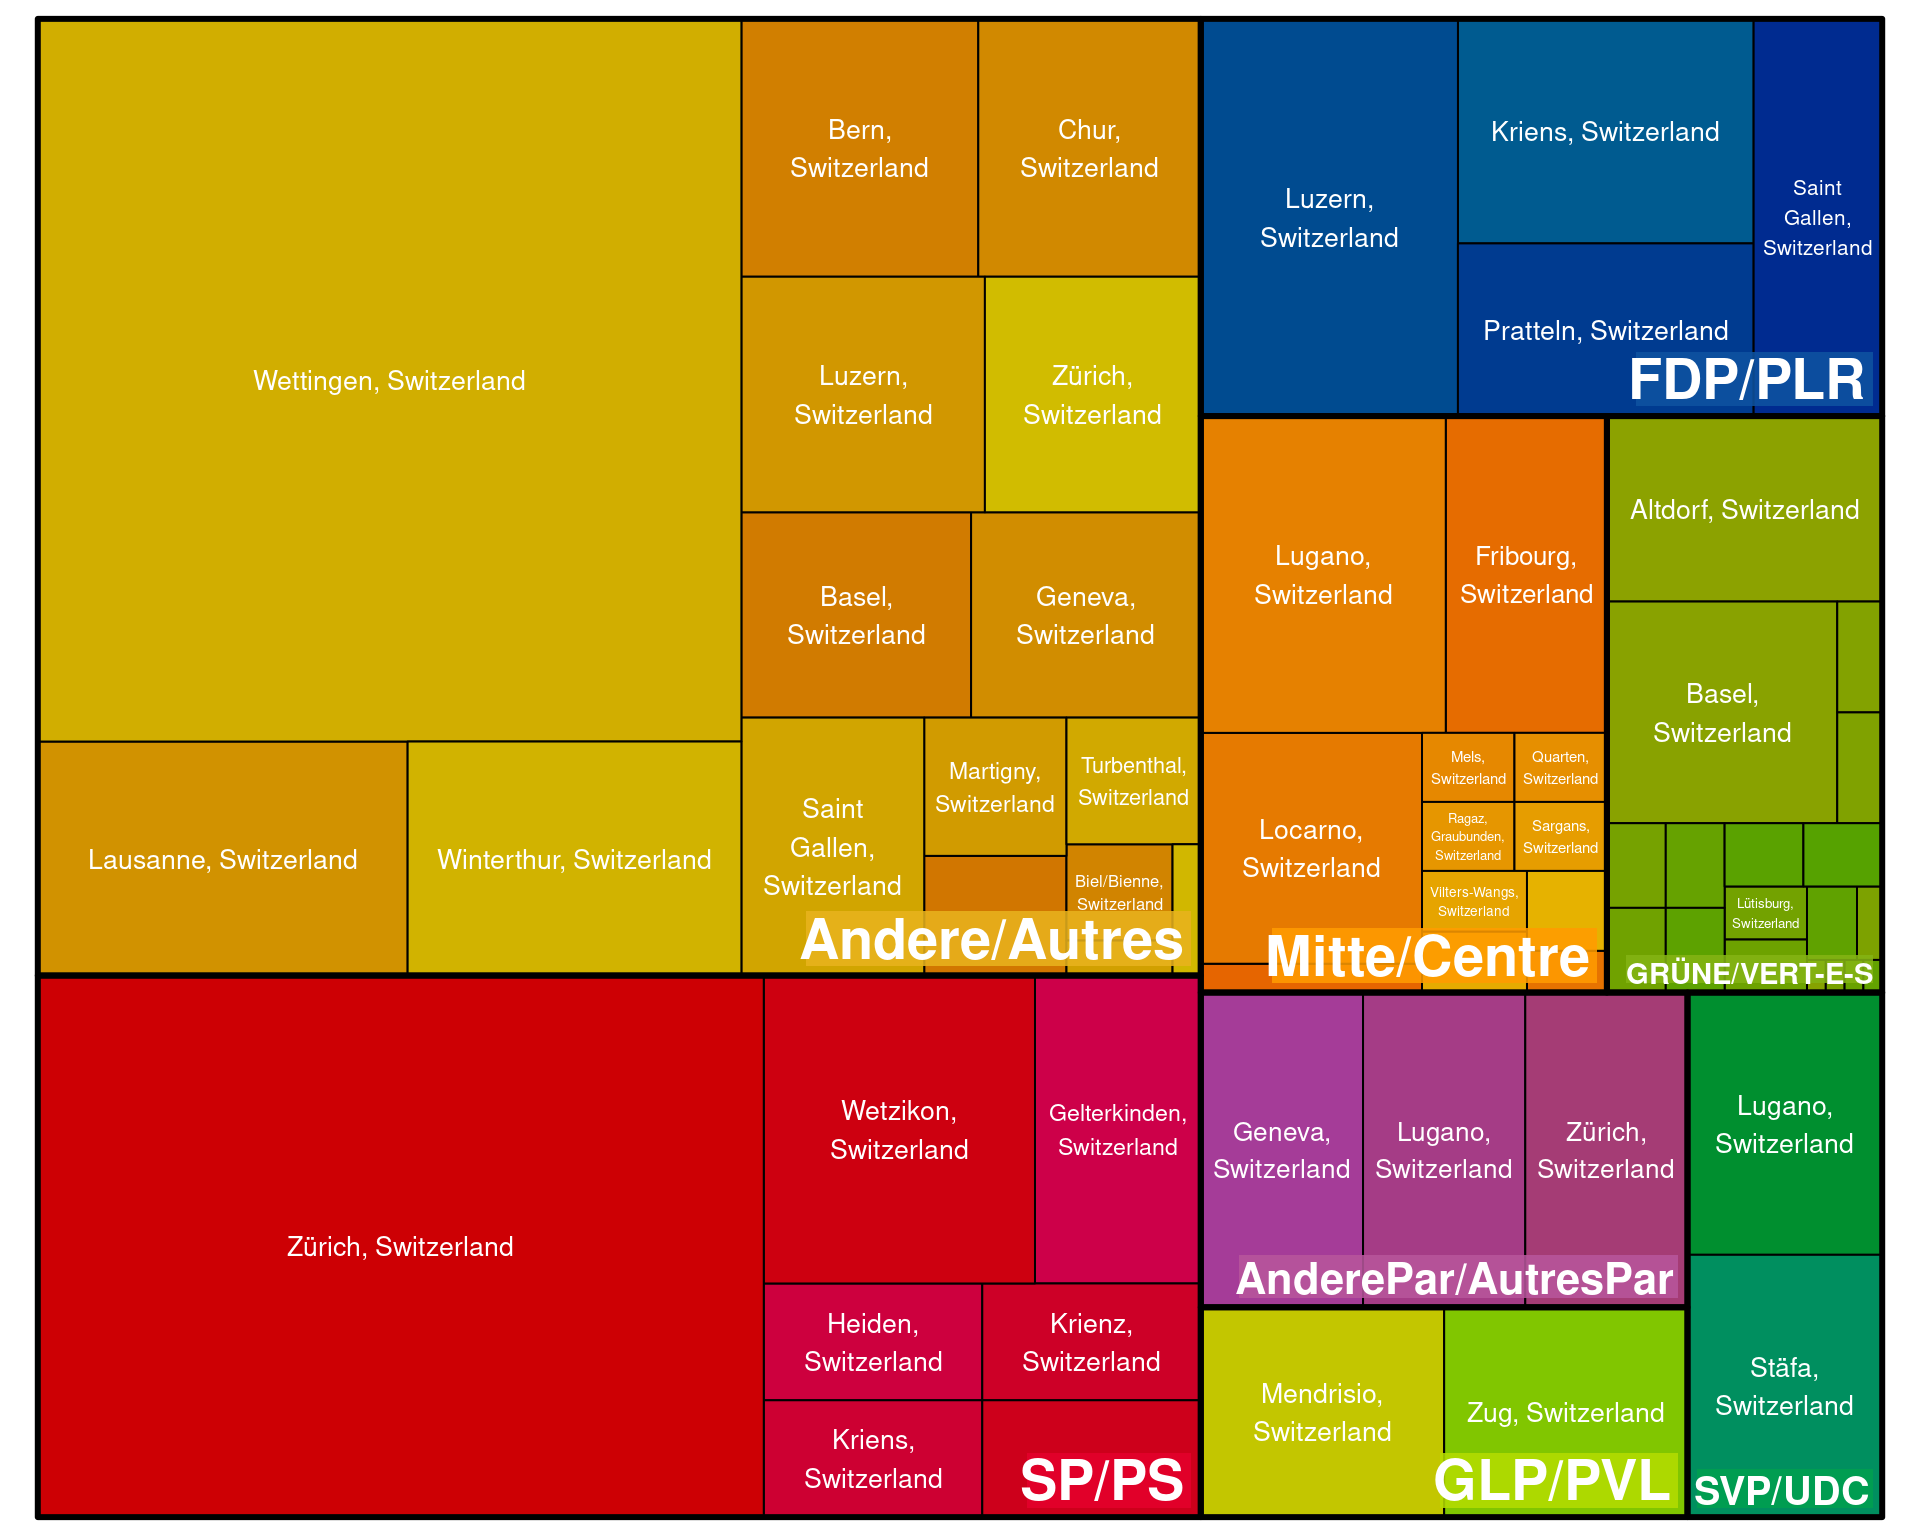 Wettingen, Switzerland
Lausanne, Switzerland
Winterthur, Switzerland
Bern,
Switzerland
Chur,
Switzerland
Luzern,
Switzerland
Zürich,
Switzerland
Basel,
Switzerland
Geneva,
Switzerland
Saint
Gallen,
Switzerland
Martigny,
Switzerland
Turbenthal,
Switzerland
Biel/Bienne,
Switzerland
Andere/Autres
Zürich, Switzerland
Wetzikon,
Switzerland
Gelterkinden,
Switzerland
Heiden,
Switzerland
Krienz,
Switzerland
Kriens,
Switzerland
SP/PS
Luzern,
Switzerland
Kriens, Switzerland
Pratteln, Switzerland
Saint
Gallen,
Switzerland
FDP/PLR
Lugano,
Switzerland
Fribourg,
Switzerland
Locarno,
Switzerland
Mels,
Switzerland
Quarten,
Switzerland
Ragaz,
Graubunden,
Switzerland
Sargans,
Switzerland
Vilters-Wangs,
Switzerland
Mitte/Centre
Altdorf, Switzerland
Basel,
Switzerland
Lütisburg,
Switzerland
GRÜNE/VERT-E-S
Geneva,
Switzerland
Lugano,
Switzerland
Zürich,
Switzerland
AnderePar/AutresPar
Mendrisio,
Switzerland
Zug, Switzerland
GLP/PVL
Lugano,
Switzerland
Stäfa,
Switzerland
SVP/UDC